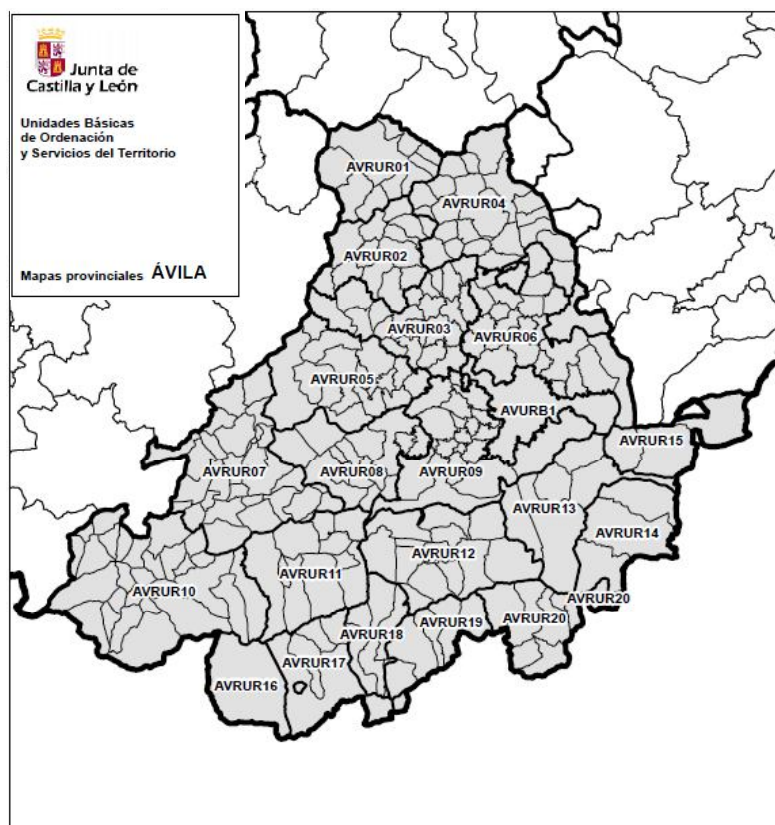 Junta de
Castilla y León
Unidades Básicas
de Ordenación
y Servicios del Territorio
Mapas provinciales ÁVILA
AVRUR01
AVRUR04
AVRUR02
AVRUR03
AVRUR06
AVRUR05
AVURB1
AVRUR15
AVRUR07
AVRUR08
AVRUR09
AVRUR13
AVRUR14
AVRUR12
AVRUR11
AVRUR10
AVRUR20
AVRUR19
AVRUR20
AVRUR18
AVRUR17
AVRUR16